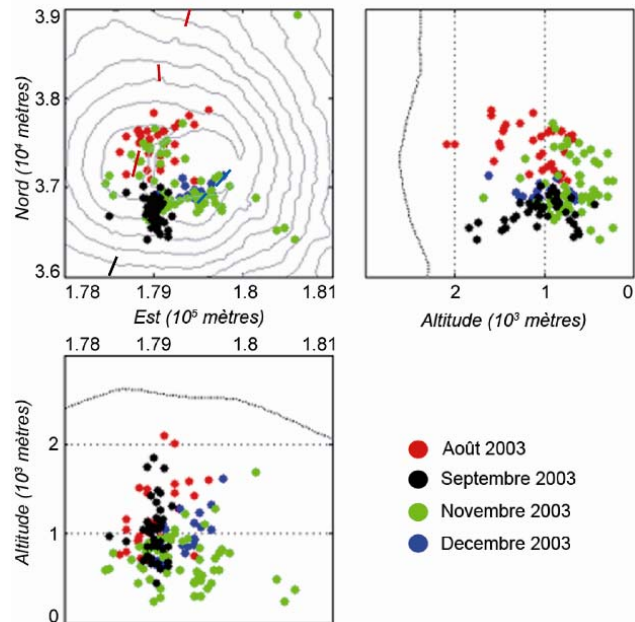 3.9
3.8
3.7
3.6
Nord (10⁴ mètres)
1.78 1.79 1.8 1.81
Est (10⁵ mètres)
2 1 0
Altitude (10³ mètres)
1.78 1.79 1.8 1.81
2
1
0
Altitude (10³ mètres)
Août 2003
Septembre 2003
Novembre 2003
Decembre 2003